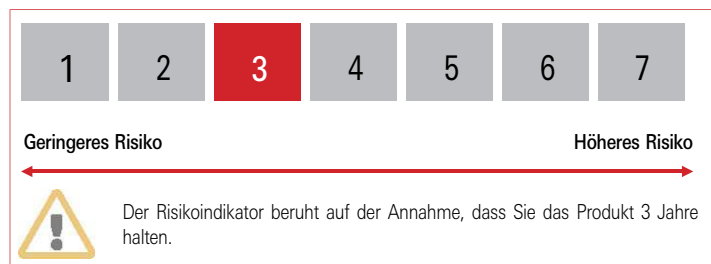 1 2 3 4 5 6 7
Geringeres Risiko Höheres Risiko
Der Risikoindikator beruht auf der Annahme, dass Sie das Produkt 3 Jahre
halten.